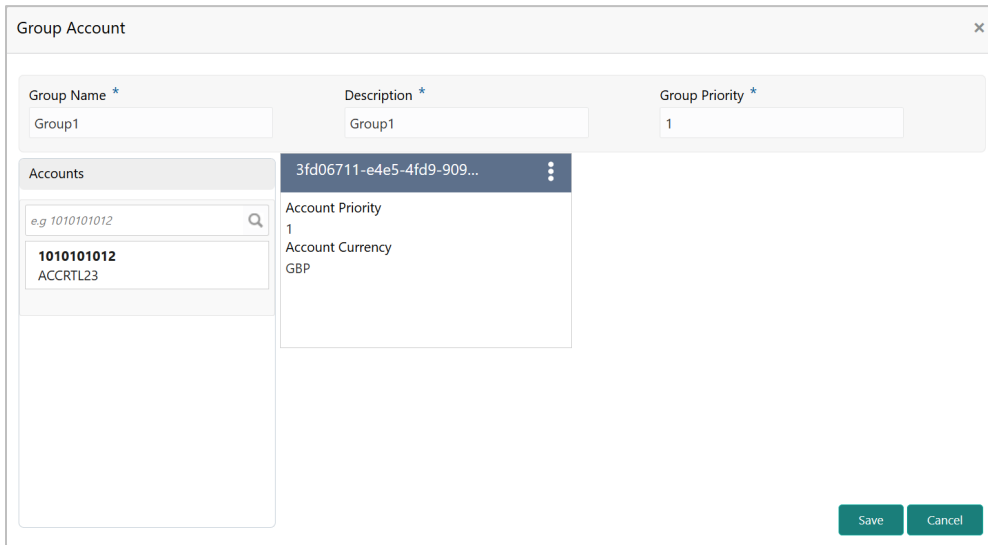 Group Account
×
Group Name *
Description *
Group Priority *
Group1
Group1
1
Accounts
e.g 1010101012
1010101012
ACCRTL23
3fd06711-e4e5-4fd9-909...
Account Priority
1
Account Currency
GBP
Save
Cancel